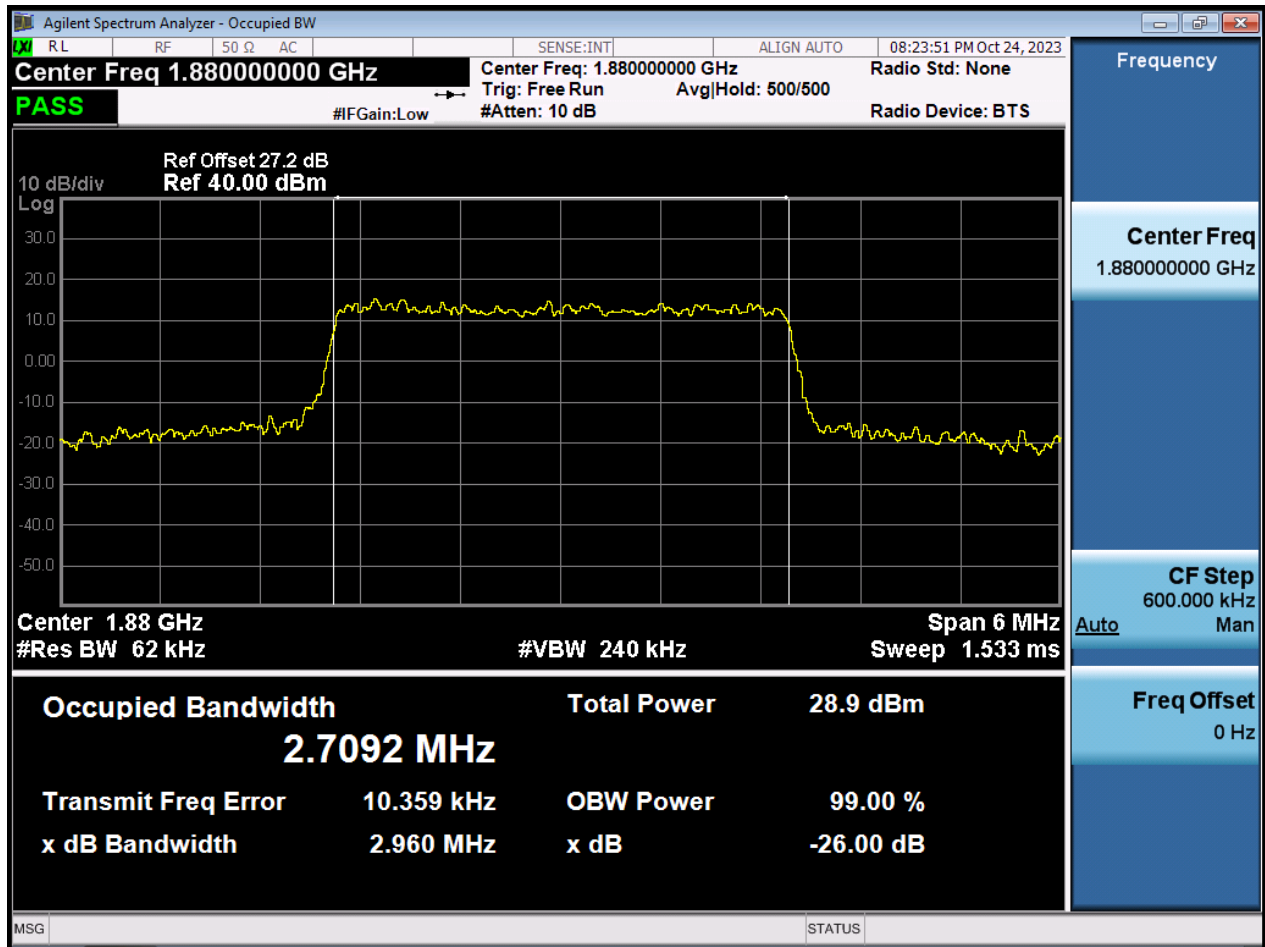 Agilent Spectrum Analyzer - Occupied BW
LXI RL RF 50 Ω AC SENSE:INT ALIGN AUTO 08:23:51 PM Oct 24, 2023
Center Freq 1.880000000 GHz
Center Freq: 1.880000000 GHz
Radio Std: None
Trig: Free Run Avg|Hold: 500/500
PASS
#IFGain:Low
#Atten: 10 dB
Radio Device: BTS
Ref Offset 27.2 dB
10 dB/div Ref 40.00 dBm
Log
30.0
20.0
10.0
0.00
-10.0
-20.0
-30.0
-40.0
-50.0
Center 1.88 GHz Span 6 MHz
#Res BW 62 kHz #VBW 240 kHz Sweep 1.533 ms
Occupied Bandwidth Total Power 28.9 dBm
2.7092 MHz
Transmit Freq Error 10.359 kHz OBW Power 99.00 %
x dB Bandwidth 2.960 MHz x dB -26.00 dB
MSG STATUS
Frequency
Center Freq
1.880000000 GHz
CF Step
600.000 kHz
Auto Man
Freq Offset
0 Hz